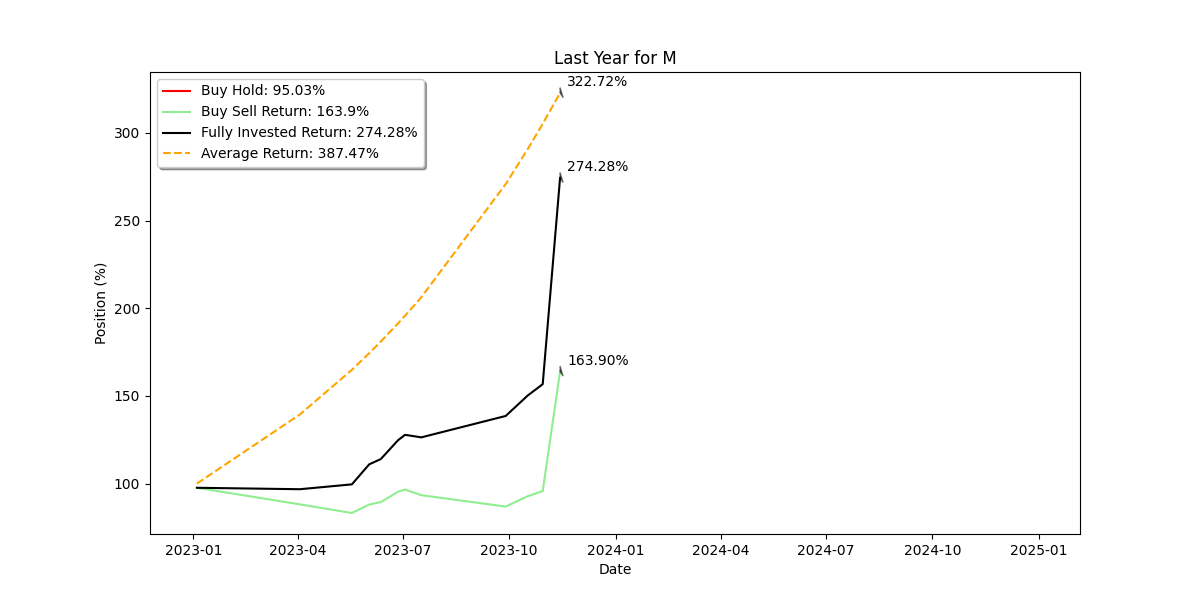 Last Year for M
Buy Hold: 95.03%
Buy Sell Return: 163.9%
Fully Invested Return: 274.28%
Average Return: 387.47%
322.72%
274.28%
163.90%
Position (%)
300
250
200
150
100
2023-01
2023-04
2023-07
2023-10
2024-01
2024-04
2024-07
2024-10
2025-01
Date